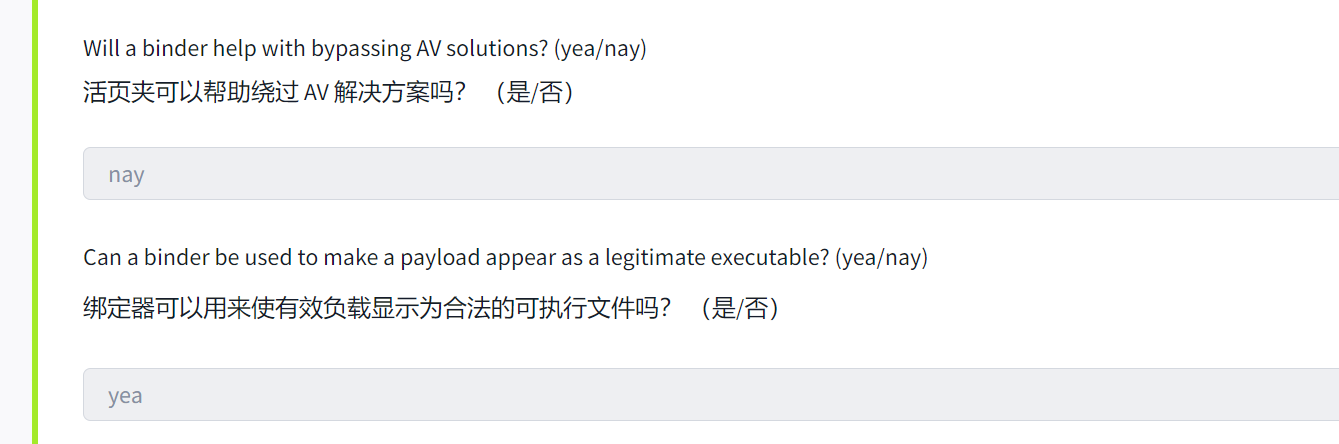 Will a binder help with bypassing AV solutions? (yea/nay)
活页夹可以帮助绕过 AV 解决方案吗？ （是/否）
nay
Can a binder be used to make a payload appear as a legitimate executable? (yea/nay)
绑定器可以用来使有效负载显示为合法的可执行文件吗？ （是/否）
yea